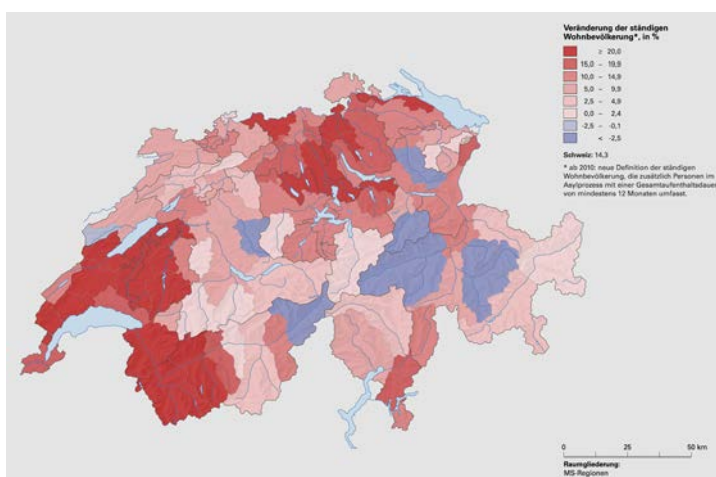 Veränderung der ständigen
Wohnbevölkerung*, in %
≥ 20,0
15,0 – 19,9
10,0 – 14,9
5,0 – 9,9
2,5 – 4,9
0,0 – 2,4
-2,5 – -0,1
< -2,5
Schweiz: 14,3
* ab 2010: neue Definition der ständigen
Wohnbevölkerung, die zusätzlich Personen im
Asylprozess mit einer Gesamtaufenthaltsdauer
von mindestens 12 Monaten umfasst.
0 25 50 km
Raumgliederung:
MS-Regionen